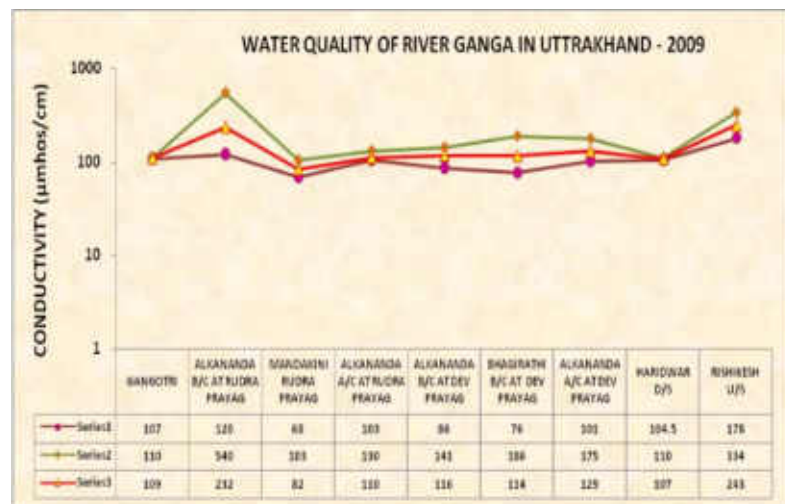 WATER QUALITY OF RIVER GANGA IN UTTRAKHAND - 2009
CONDUCTIVITY (µmhos/cm)
1000
100
10
1
GANGOTRI
ALKANANDA B/C AT RUDRA PRAYAG
MANDAKINI RUDRA PRAYAG
ALKANANDA A/C AT RUDRA PRAYAG
ALKANANDA B/C AT DEV PRAYAG
BHAGIRATHI B/C AT DEV PRAYAG
ALKANANDA A/C AT DEV PRAYAG
HARIDWAR D/S
RISHIKESH U/S
Series1 107 120 103 86 76 101 104.5
Series2 110 540 103 130 141 175 110 334
Series3 109 232 82 110 116 114 129 107 243